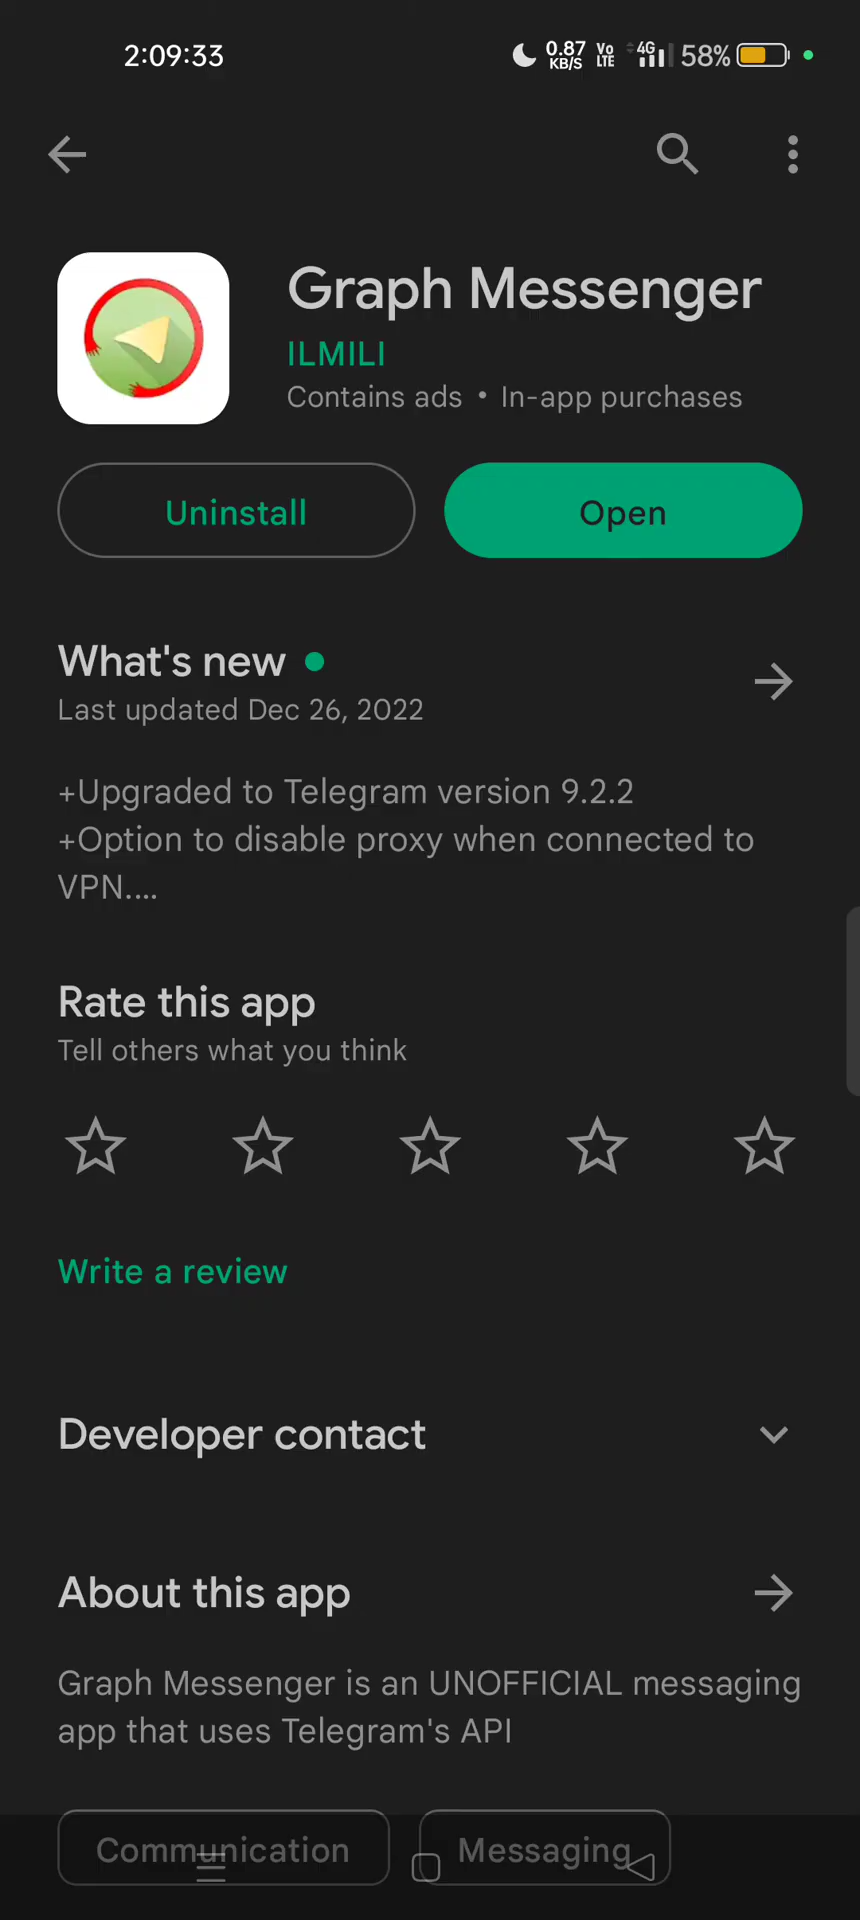 2:09:33
0.87 KB/S Vo LTE 4G 58%
Graph Messenger
ILMILI
Contains ads • In-app purchases
Uninstall
Open
What's new
Last updated Dec 26, 2022
+Upgraded to Telegram version 9.2.2
+Option to disable proxy when connected to
VPN....
Rate this app
Tell others what you think
Write a review
Developer contact
About this app
Graph Messenger is an UNOFFICIAL messaging
app that uses Telegram's API
Communication
Messaging